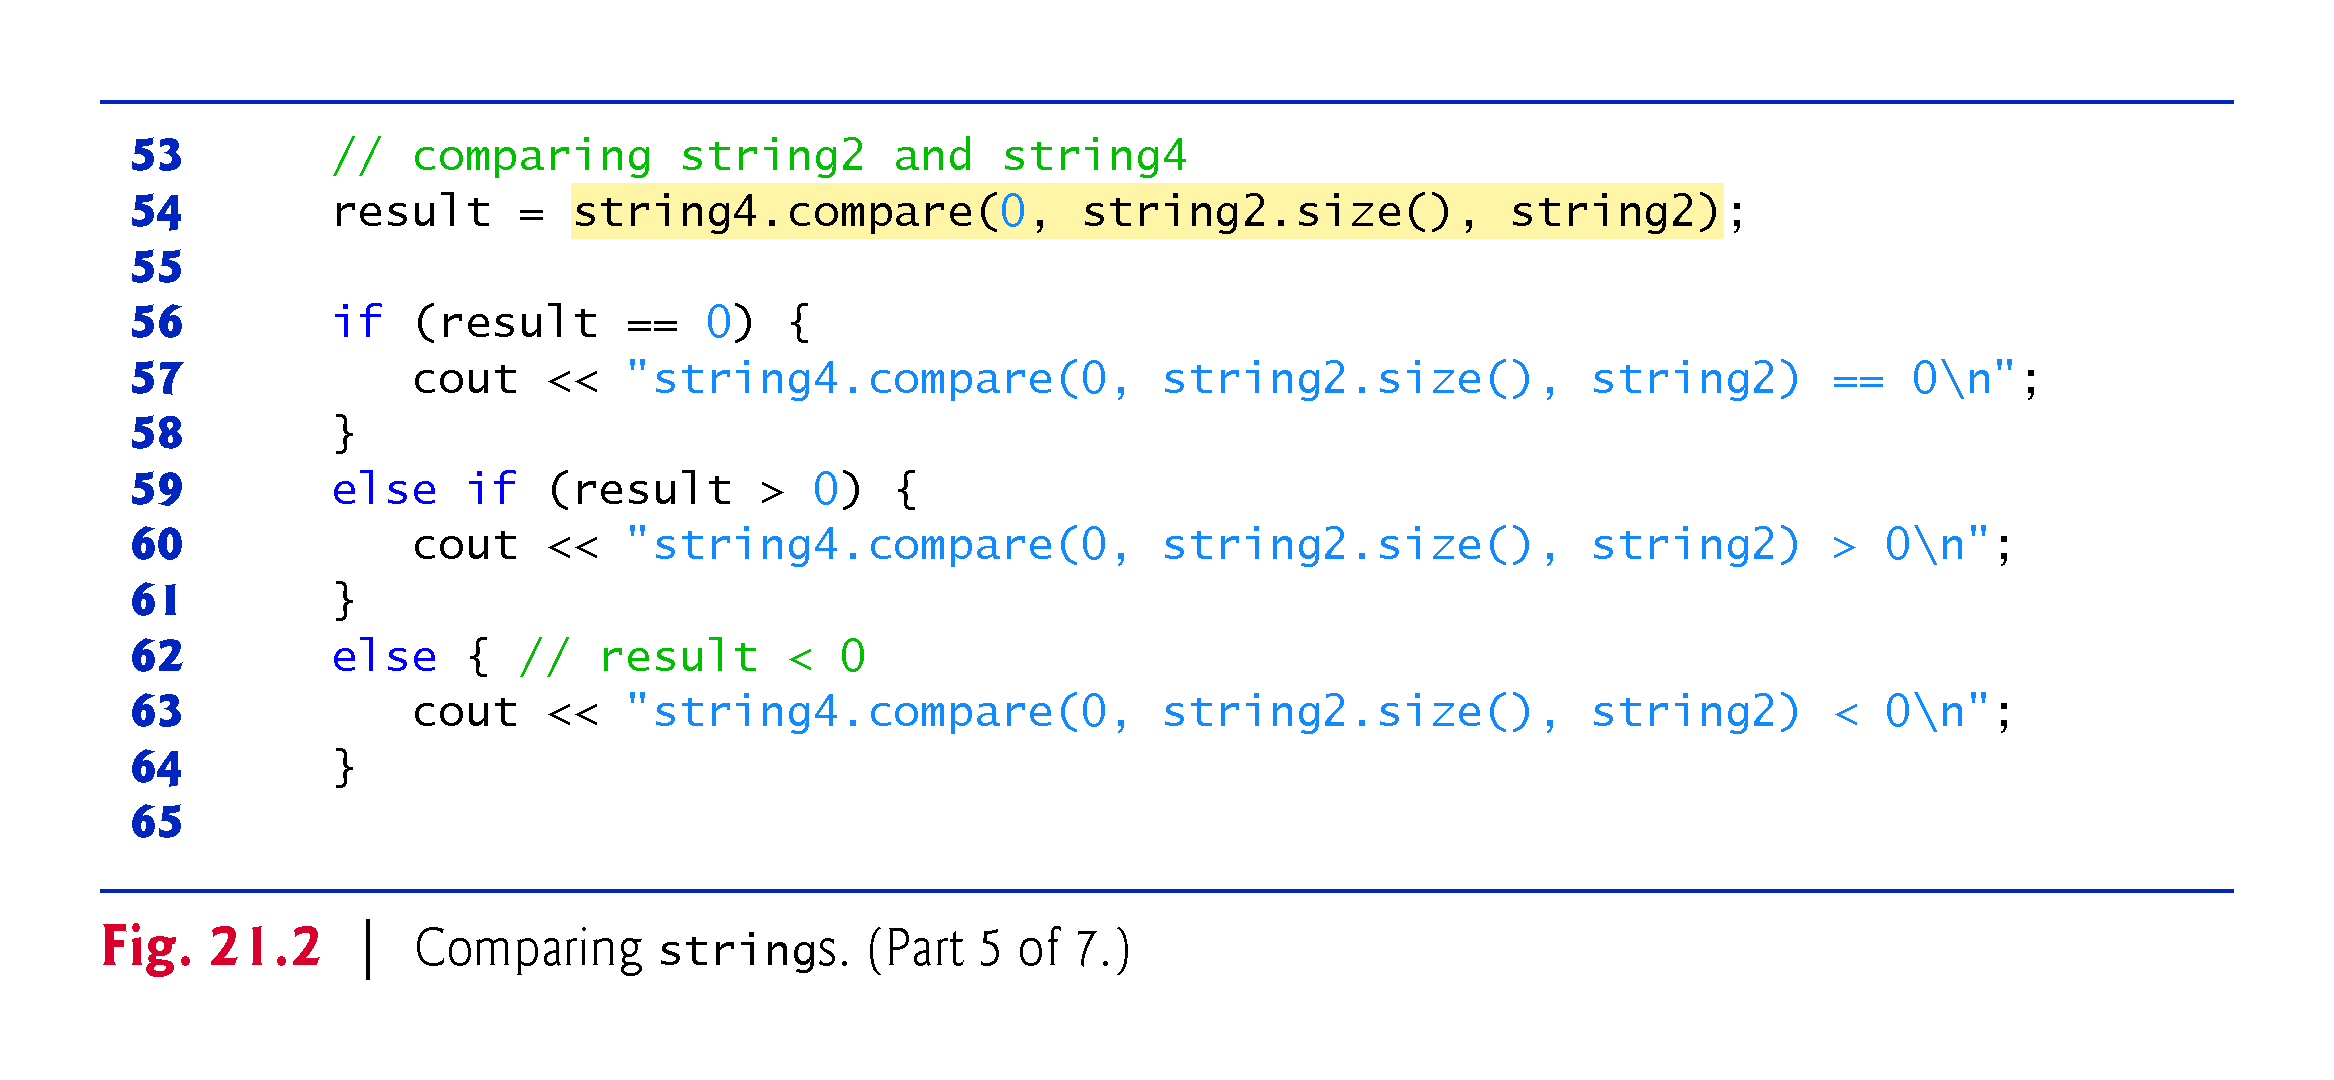 53 // comparing string2 and string4
54 result = string4.compare(0, string2.size(), string2);
55
56 if (result == 0) {
57 cout << "string4.compare(0, string2.size(), string2) == 0\n";
58 }
59 else if (result > 0) {
60 cout << "string4.compare(0, string2.size(), string2) > 0\n";
61 }
62 else { // result < 0
63 cout << "string4.compare(0, string2.size(), string2) < 0\n";
64 }
65
Fig. 21.2 | Comparing strings. (Part 5 of 7.)